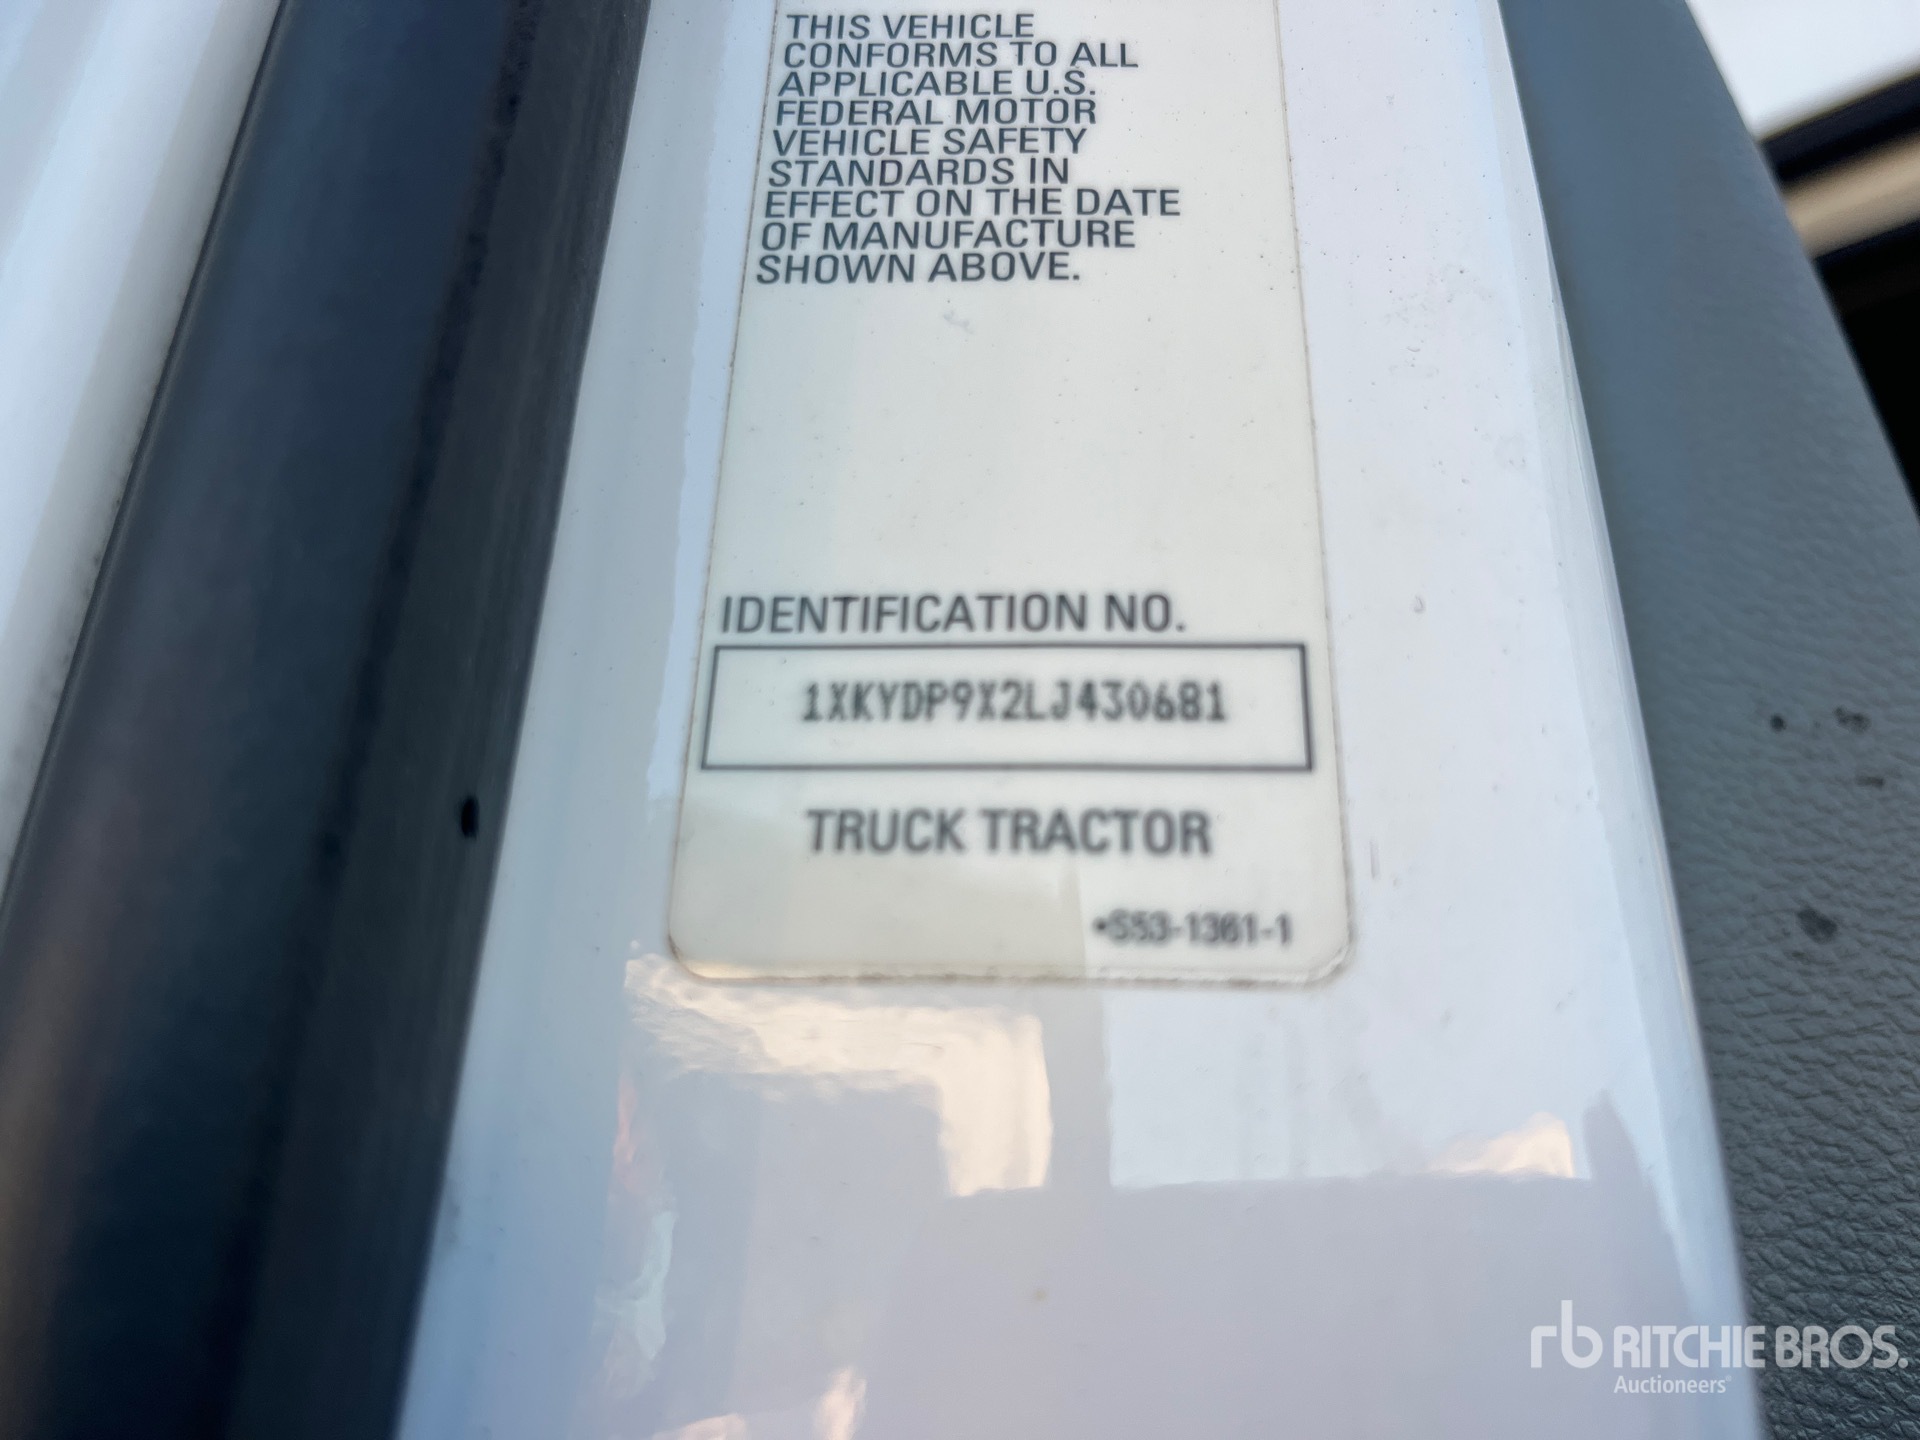 THIS VEHICLE
CONFORMS TO ALL
APPLICABLE U.S.
FEDERAL MOTOR
VEHICLE SAFETY
STANDARDS IN
EFFECT ON THE DATE
OF MANUFACTURE
SHOWN ABOVE.
IDENTIFICATION NO.
1XKYDP9X2LJ430681
TRUCK TRACTOR
•S53-1361-1
rb RITCHIE BROS.
Auctioneers